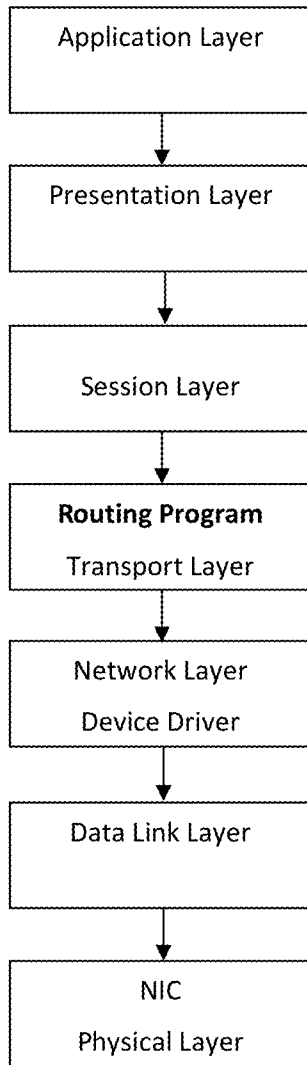 Application Layer
Presentation Layer
Session Layer
Routing Program
Transport Layer
Network Layer
Device Driver
Data Link Layer
NIC
Physical Layer